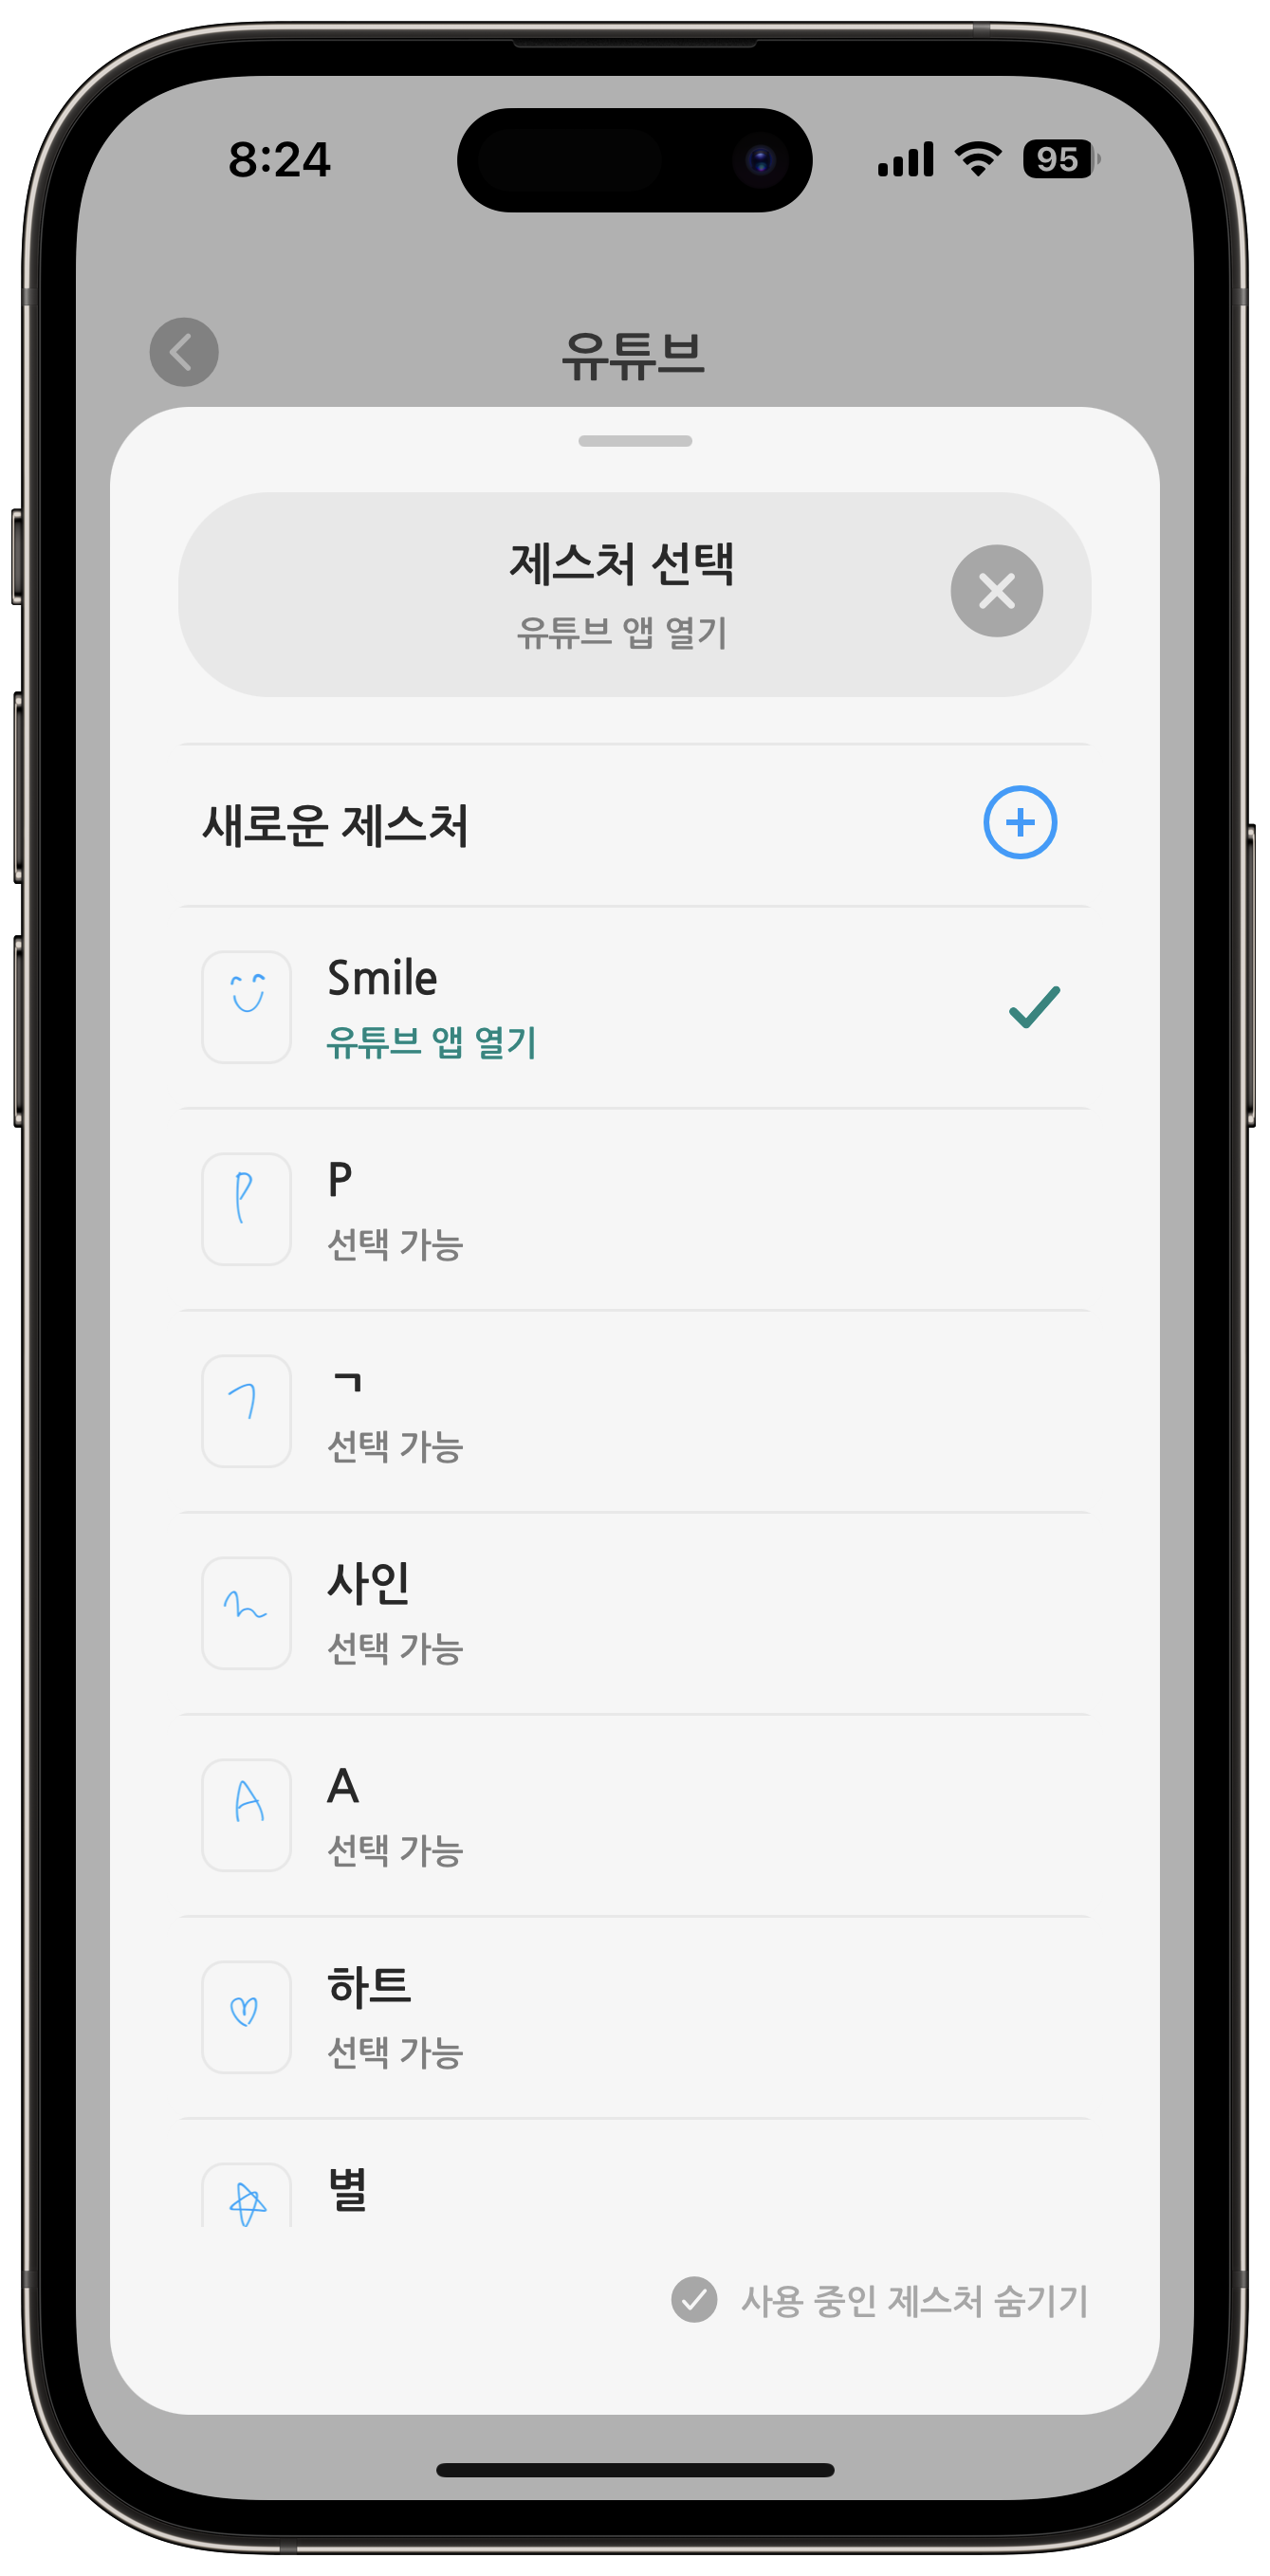 8:24
95
유튜브
제스처 선택
유튜브 앱 열기
새로운 제스처
Smile
유튜브 앱 열기
P
선택 가능
ㄱ
선택 가능
사인
선택 가능
A
선택 가능
하트
선택 가능
별
사용 중인 제스처 숨기기